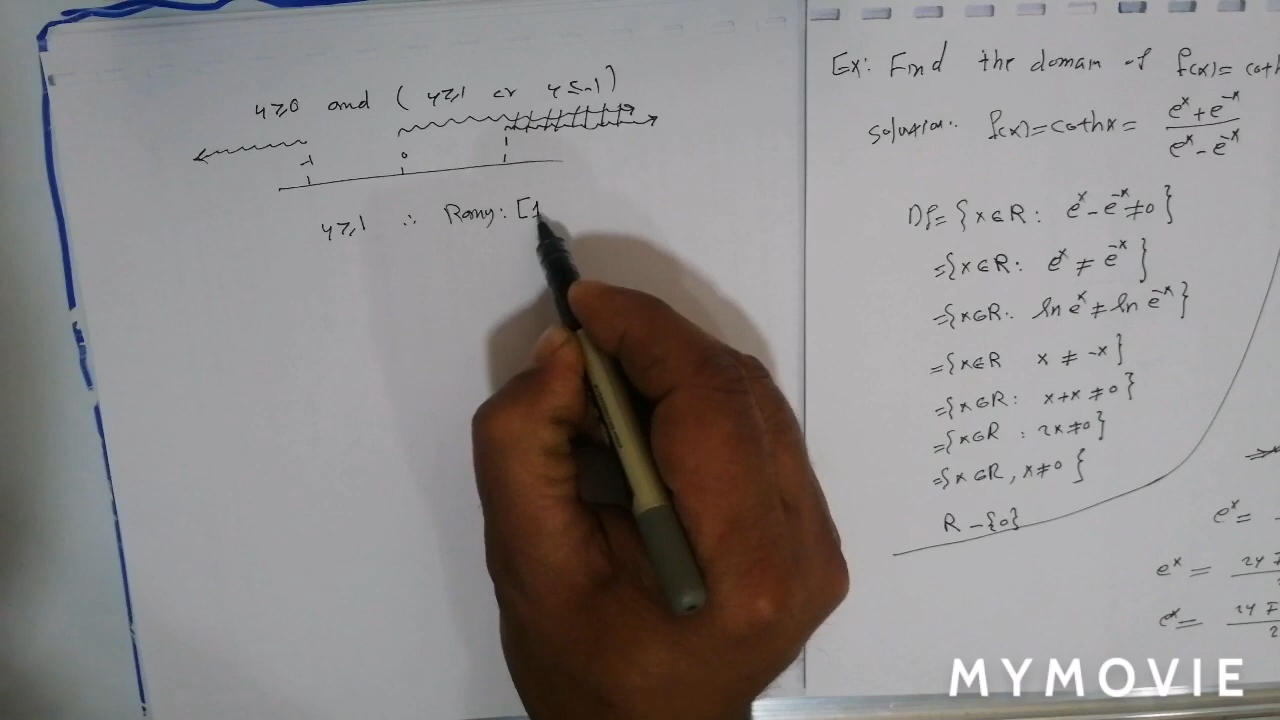 y≥0 and ( y≥1 or y≤-1 )
-1 0 1
y≥1 ∴ Rang: [1
Ex: Find the domain of f(x)= coth
solution: f(x)=cothx= (e^x+e^-x)/(e^x-e^-x)
Df= {x∈R: e^x-e^-x≠0}
={x∈R: e^x≠e^-x}
={x∈R: ln e^x≠ln e^-x}
={x∈R x≠-x}
={x∈R: x+x≠0}
={x∈R : 2x≠0}
={x∈R, x≠0}
R-{0}
e^x=
e^x= 2y∓
e^x= 2y∓
2
MYMOVIE